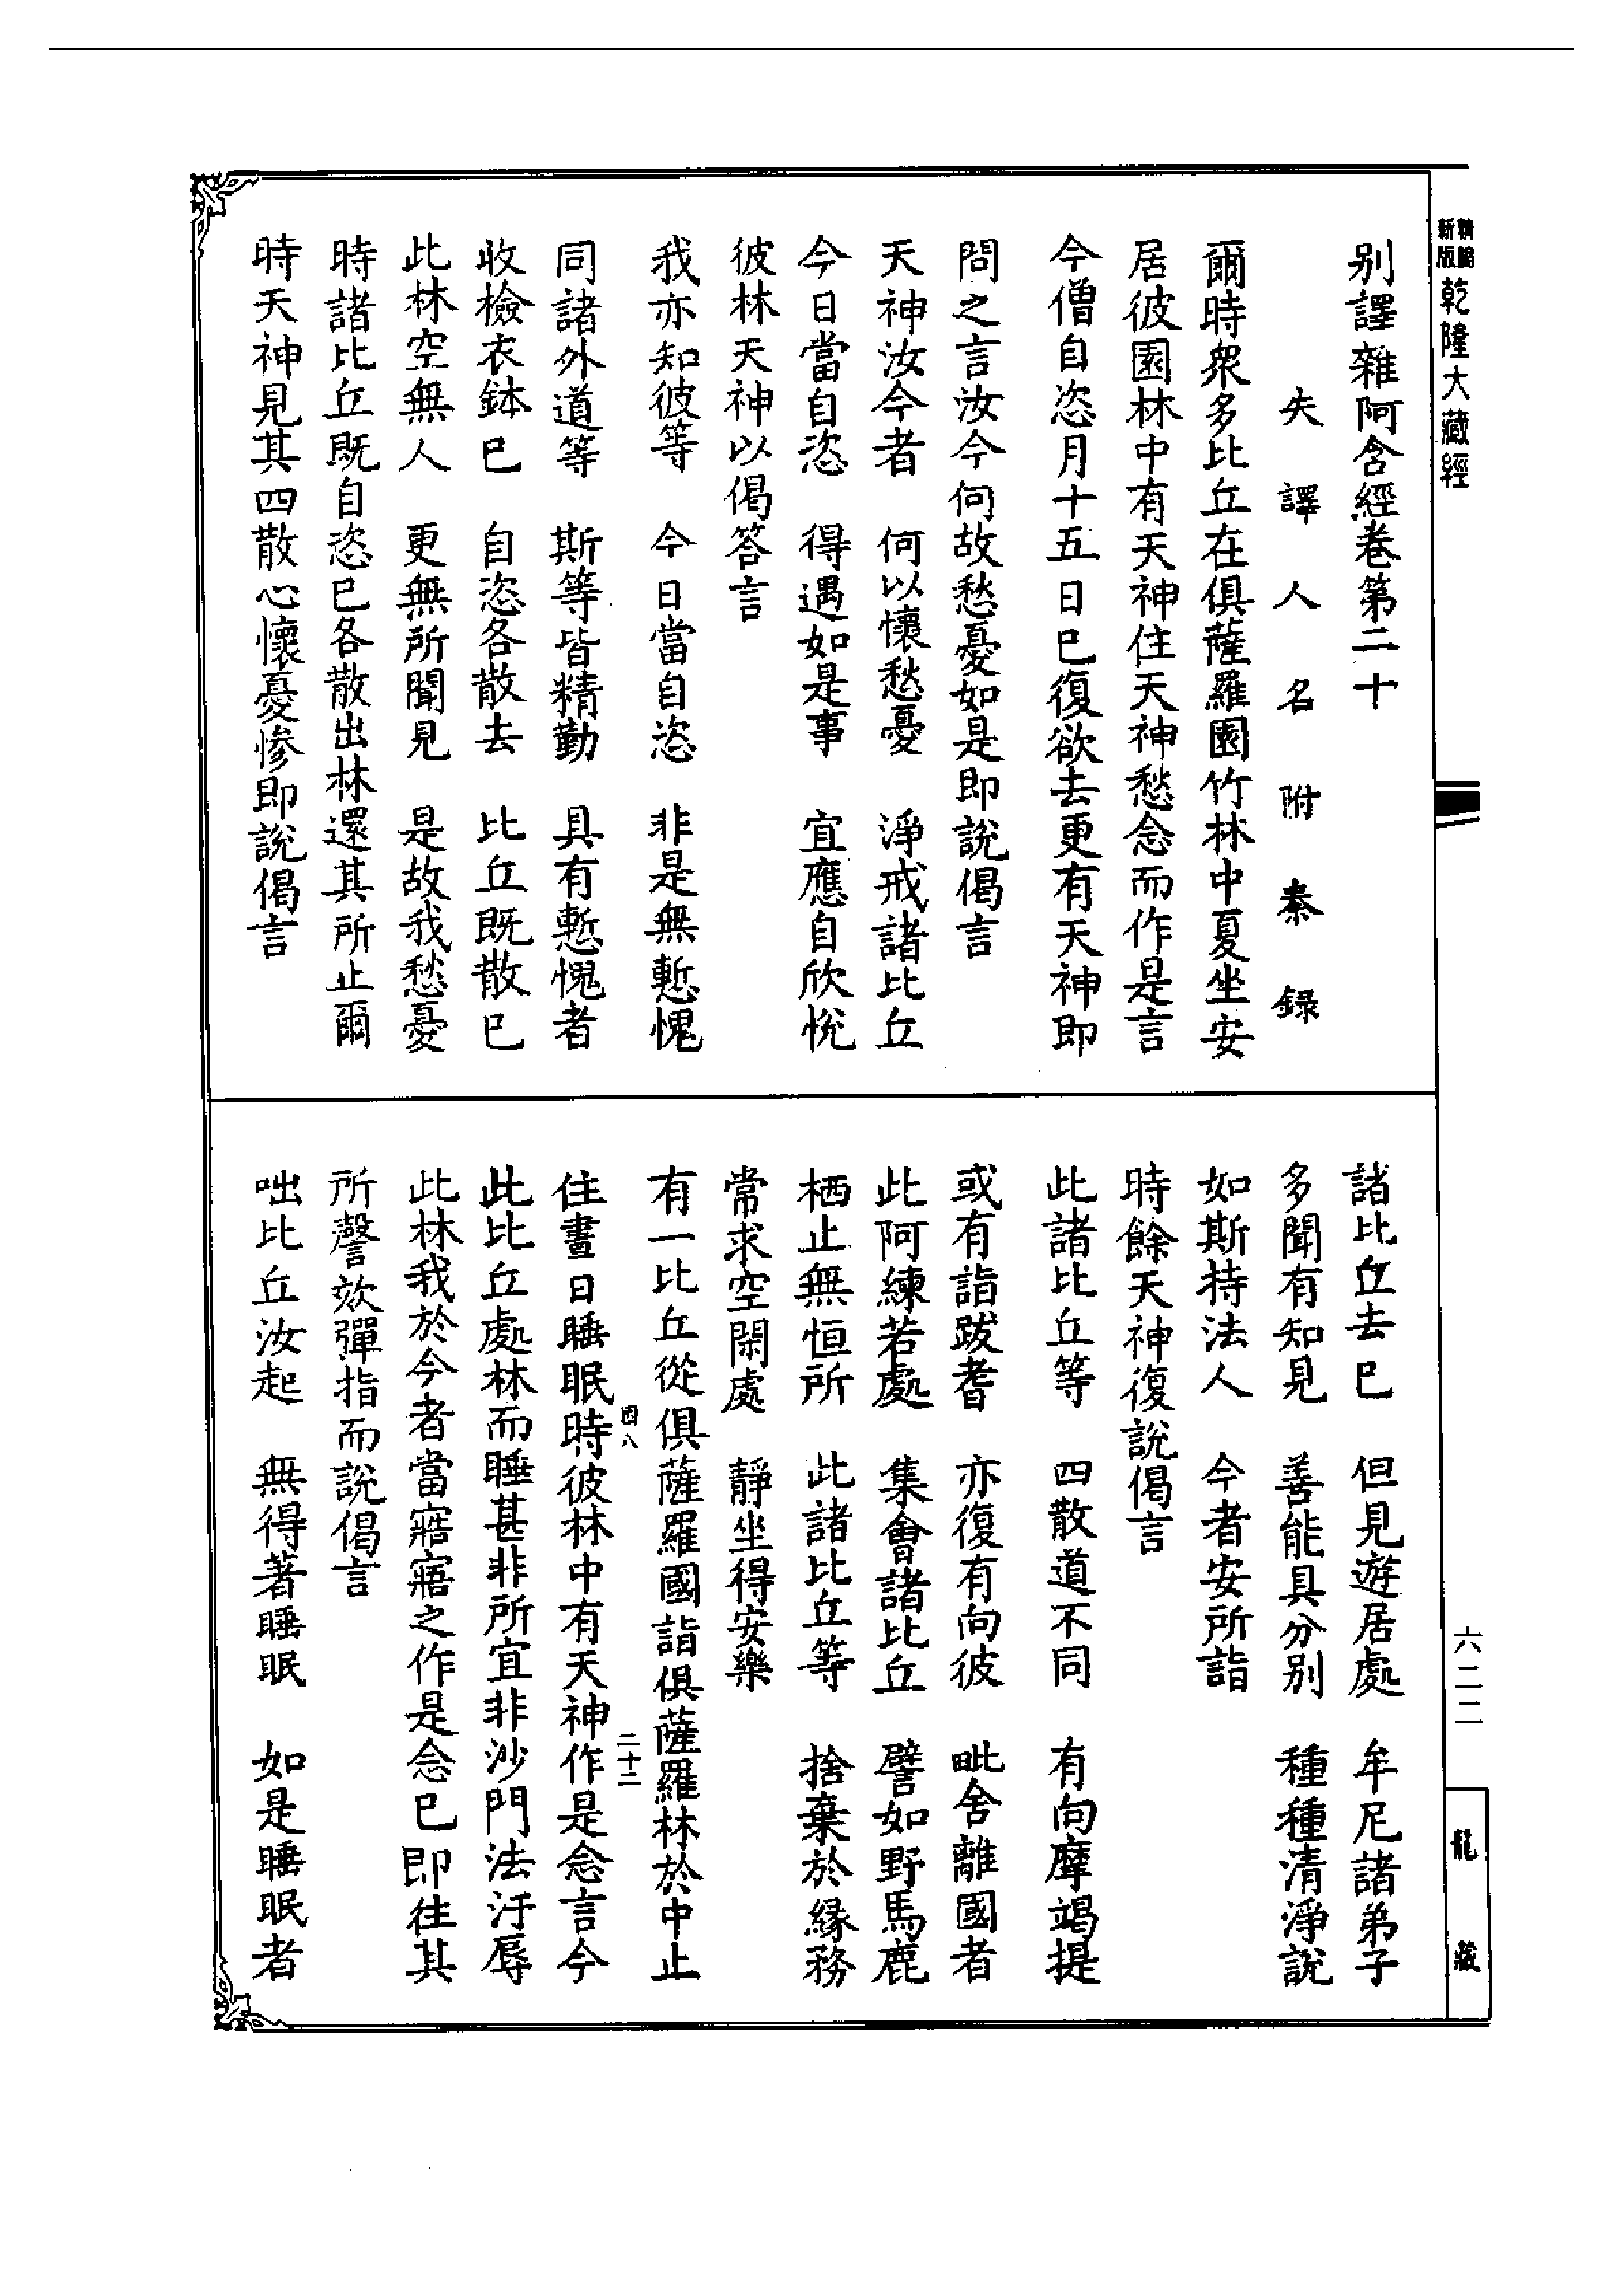 精編
新版
乾隆大藏經
別譯雜阿含經卷第二十
失譯人名附秦錄
爾時眾多比丘在俱薩羅園竹林中夏坐安
居彼園林中有天神住天神愁念而作是言
今僧自恣月十五日已復欲去更有天神即
問之言汝今何故愁憂如是即說偈言
天神汝今者　何以懷愁憂　淨戒諸比丘
今日當自恣　得遇如是事　宜應自欣悅
彼林天神以偈答言
我亦知彼等　今日當自恣　非是無慙愧
同諸外道等　斯等皆精勤　具有慙愧者
收檢衣鉢已　自恣各散去　比丘既散已
此林空無人　更無所聞見　是故我愁憂
時諸比丘既自恣已各散出林還其所止爾
時天神見其四散心懷憂慘即說偈言
諸比丘去已　但見遊居處　牟尼諸弟子
多聞有知見　善能具分別　種種清淨說
如斯持法人　今者安所詣
時餘天神復說偈言
此諸比丘等　四散道不同　有向摩竭提
或有詣跋耆　亦復有向彼　毗舍離國者
此阿練若處　集會諸比丘　譬如野馬鹿
栖止無恒所　此諸比丘等　捨棄於緣務
常求空閑處　靜坐得安樂
有一比丘從俱薩羅國詣俱薩羅林於中止
住晝日睡眠時彼林中有天神作是念言今
此比丘處林而睡甚非所宜非沙門法汙辱
此林我於今者當寤寤之作是念已即往其
所謦欬彈指而說偈言
咄比丘汝起　無得著睡眠　如是睡眠者
二十二
六二二
龍藏